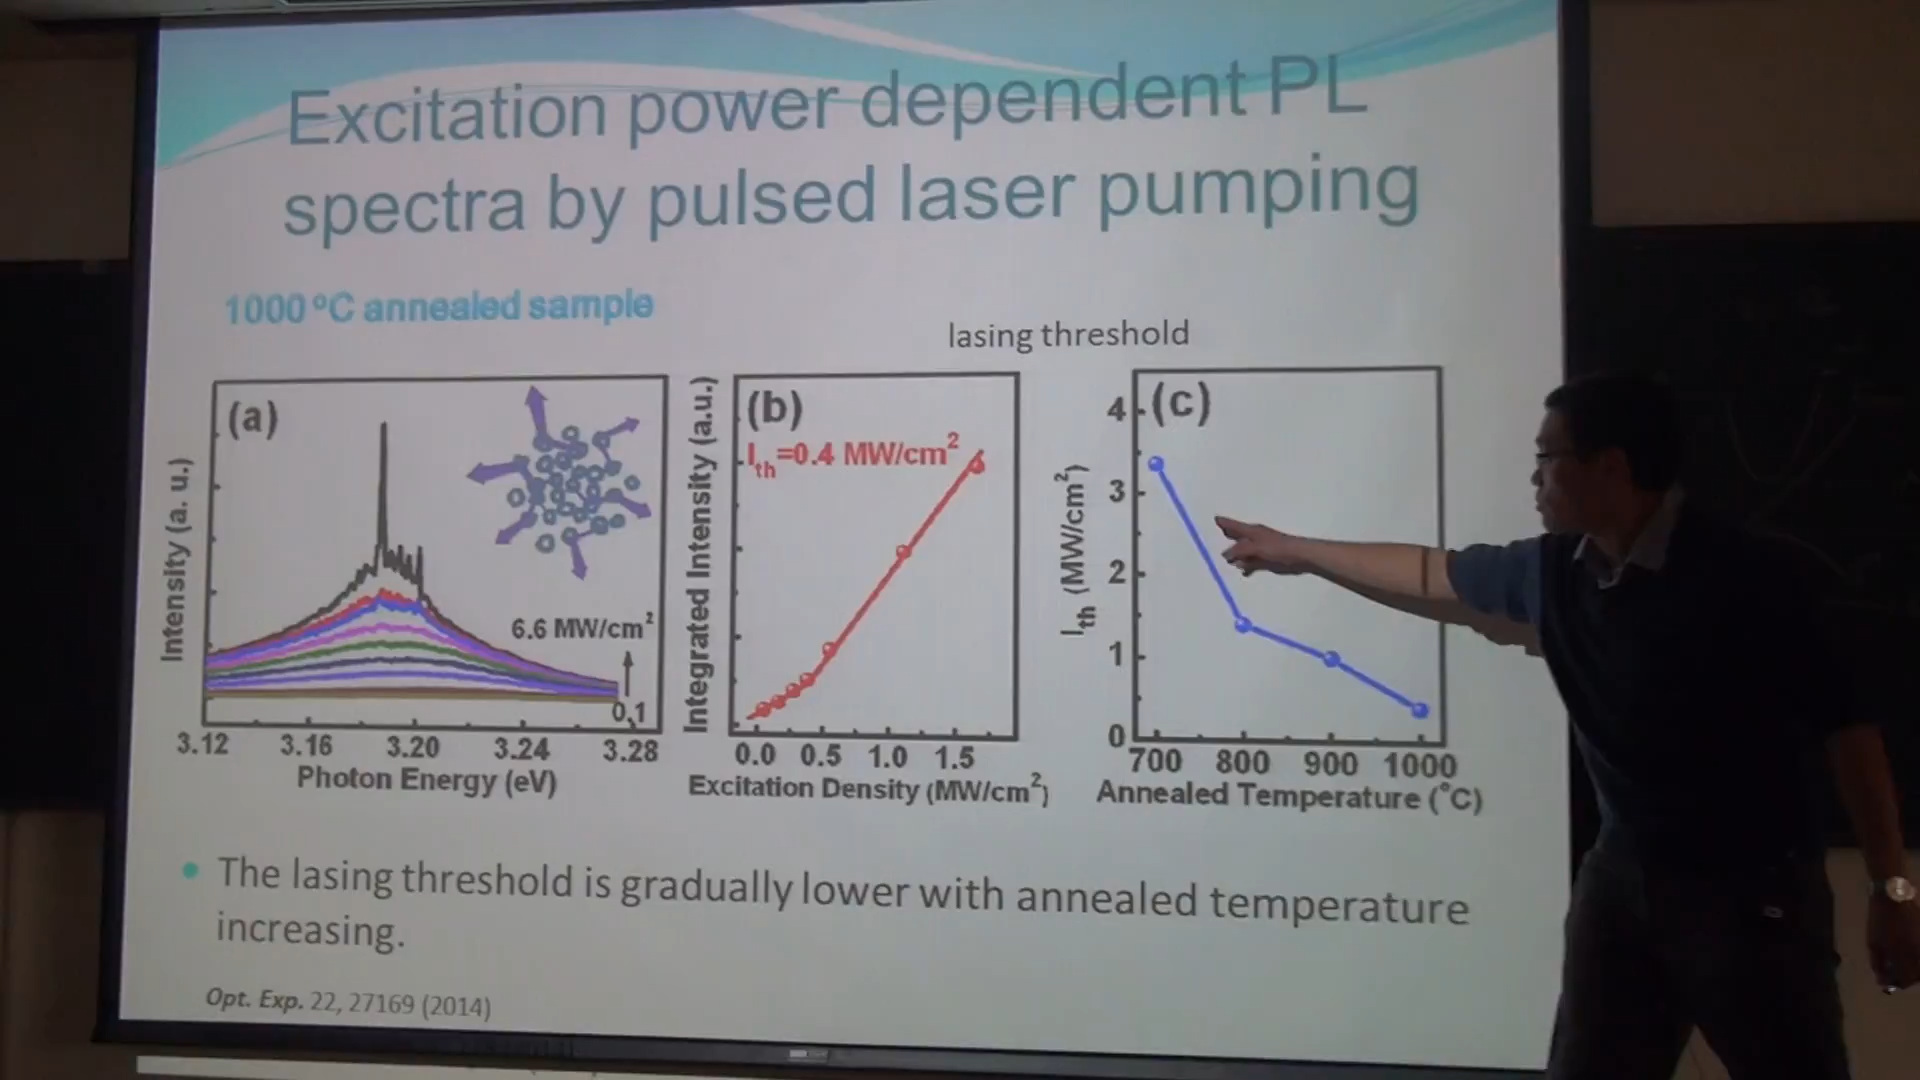 Excitation power dependent PL
spectra by pulsed laser pumping
1000 °C annealed sample
lasing threshold
(a)
Intensity (a. u.)
6.6 MW/cm²
0.1
3.12 3.16 3.20 3.24 3.28
Photon Energy (eV)
(b)
Integrated Intensity (a.u.)
Ith=0.4 MW/cm²
0.0 0.5 1.0 1.5
Excitation Density (MW/cm²)
(c)
Ith (MW/cm²)
4
3
2
1
0
700 800 900 1000
Annealed Temperature (°C)
• The lasing threshold is gradually lower with annealed temperature
increasing.
Opt. Exp. 22, 27169 (2014)